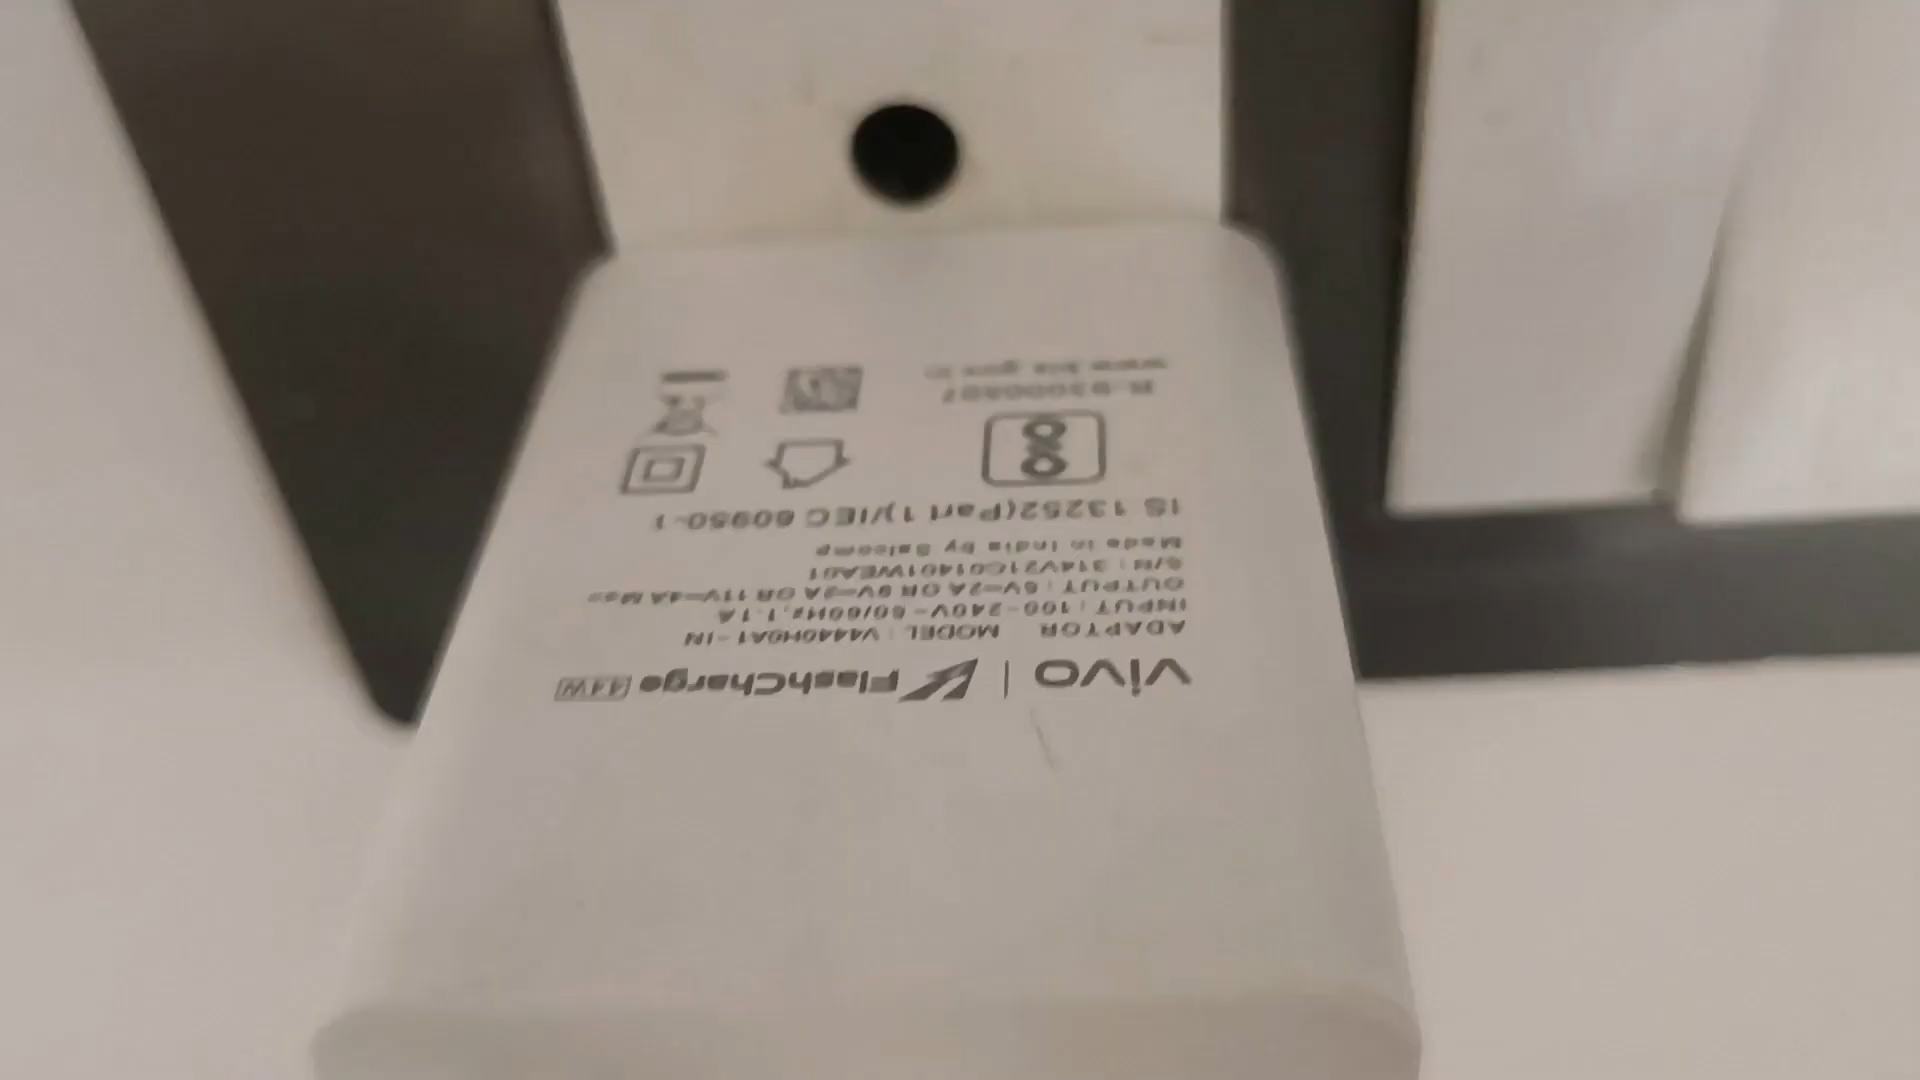 vivo | FlashCharge 44W
ADAPTOR MODEL : V4440H0A1-IN
INPUT : 100-240V~50/60Hz, 1.1A
OUTPUT : 5V⎓2A OR 9V⎓2A OR 11V⎓4A Max
Made in India by Salcomp
IS 13252(Part 1)/IEC 60950-1
www.bis.gov.in